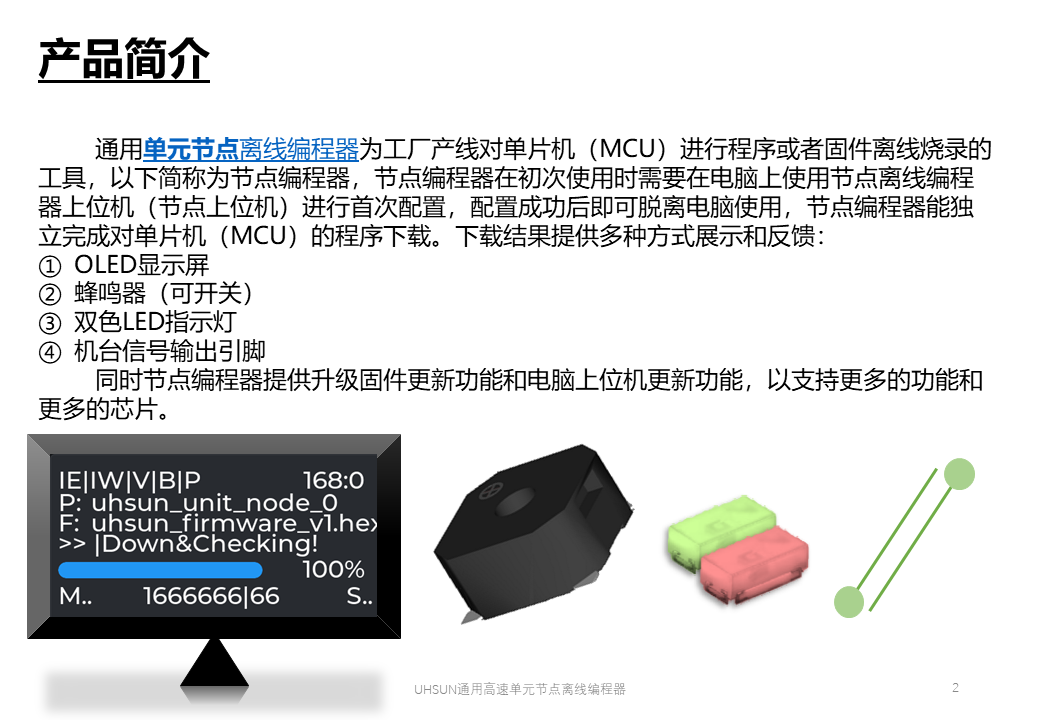 产品简介
通用单元节点离线编程器为工厂产线对单片机（MCU）进行程序或者固件离线烧录的
工具，以下简称为节点编程器，节点编程器在初次使用时需要在电脑上使用节点离线编程
器上位机（节点上位机）进行首次配置，配置成功后即可脱离电脑使用，节点编程器能独
立完成对单片机（MCU）的程序下载。下载结果提供多种方式展示和反馈：
① OLED显示屏
② 蜂鸣器（可开关）
③ 双色LED指示灯
④ 机台信号输出引脚
同时节点编程器提供升级固件更新功能和电脑上位机更新功能，以支持更多的功能和
更多的芯片。
IE|IW|V|B|P 168:0
P: uhsun_unit_node_0
F: uhsun_firmware_v1.hex
>> |Down&Checking!
100%
M.. 1666666|66 S..
UHSUN通用高速单元节点离线编程器
2